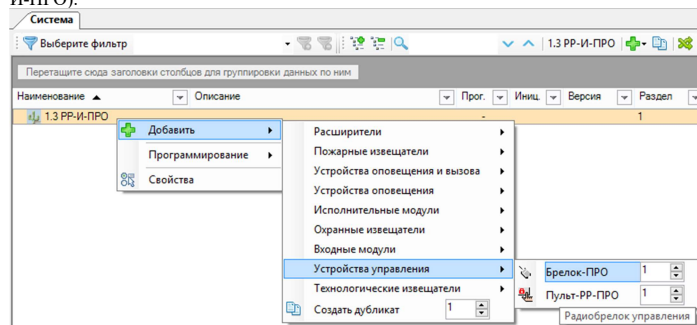 И-ПРО).
Система
Выберите фильтр
1.3 РР-И-ПРО
Перетащите сюда заголовки столбцов для группировки данных по ним
Наименование Описание Прог. Иниц. Версия Раздел
1.3 РР-И-ПРО - 1
Добавить
Программирование
Свойства
Расширители
Пожарные извещатели
Устройства оповещения и вызова
Устройства оповещения
Исполнительные модули
Охранные извещатели
Входные модули
Устройства управления
Технологические извещатели
Создать дубликат 1
Брелок-ПРО 1
Пульт-РР-ПРО 1
Радиобрелок управления